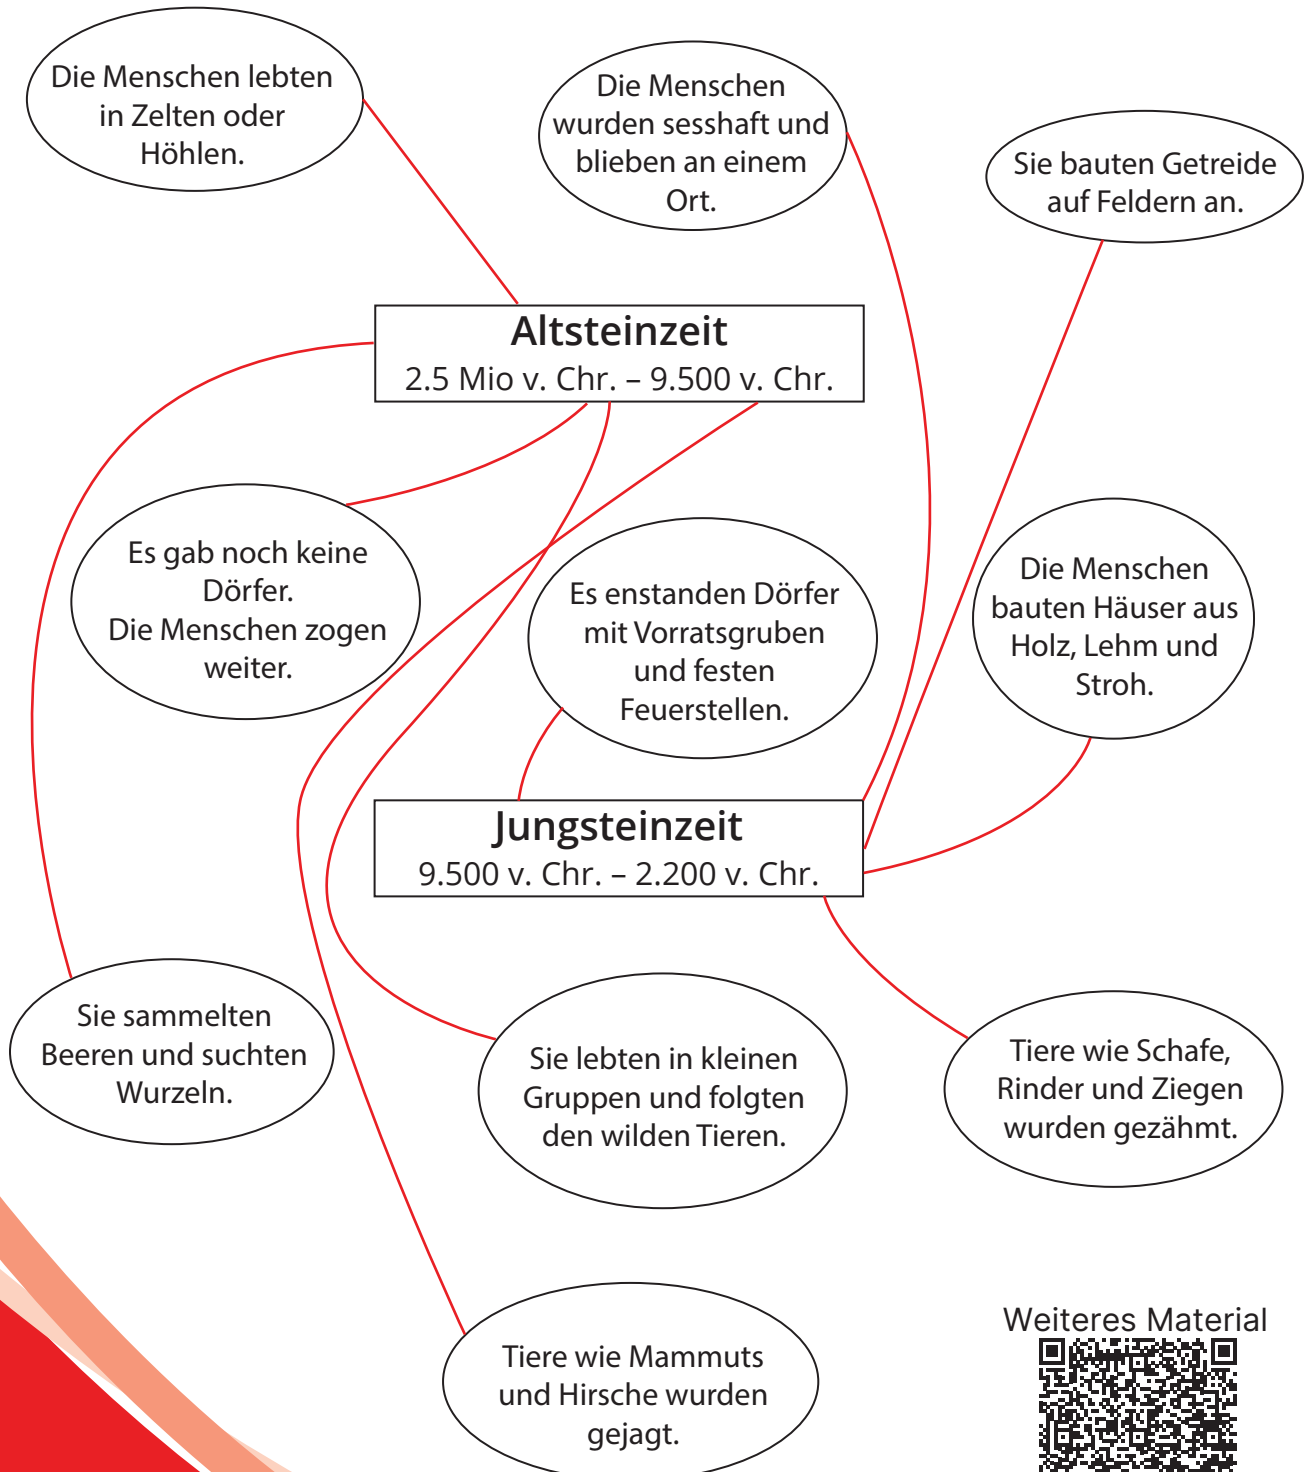 Die Menschen lebten
in Zelten oder
Höhlen.
Die Menschen
wurden sesshaft und
blieben an einem
Ort.
Sie bauten Getreide
auf Feldern an.
Altsteinzeit
2.5 Mio v. Chr. – 9.500 v. Chr.
Es gab noch keine
Dörfer.
Die Menschen zogen
weiter.
Es enstanden Dörfer
mit Vorratsgruben
und festen
Feuerstellen.
Die Menschen
bauten Häuser aus
Holz, Lehm und
Stroh.
Jungsteinzeit
9.500 v. Chr. – 2.200 v. Chr.
Sie sammelten
Beeren und suchten
Wurzeln.
Sie lebten in kleinen
Gruppen und folgten
den wilden Tieren.
Tiere wie Schafe,
Rinder und Ziegen
wurden gezähmt.
Tiere wie Mammuts
und Hirsche wurden
gejagt.
Weiteres Material